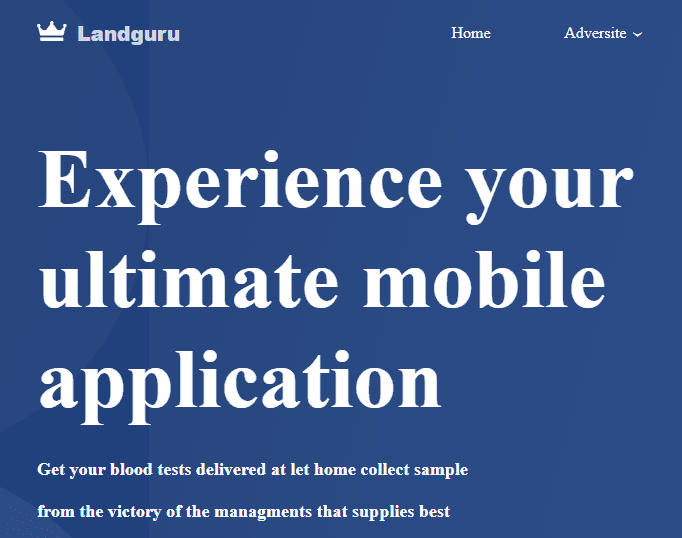 Landguru
Home
Adversite
Experience your
ultimate mobile
application
Get your blood tests delivered at let home collect sample
from the victory of the managments that supplies best